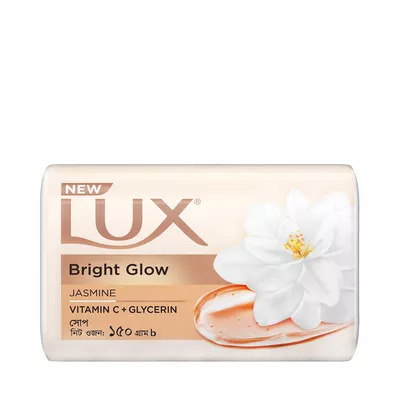 NEW
LUX
Bright Glow
JASMINE
VITAMIN C + GLYCERIN
সোপ
নিট ওজন: ১৫০ গ্রাম b